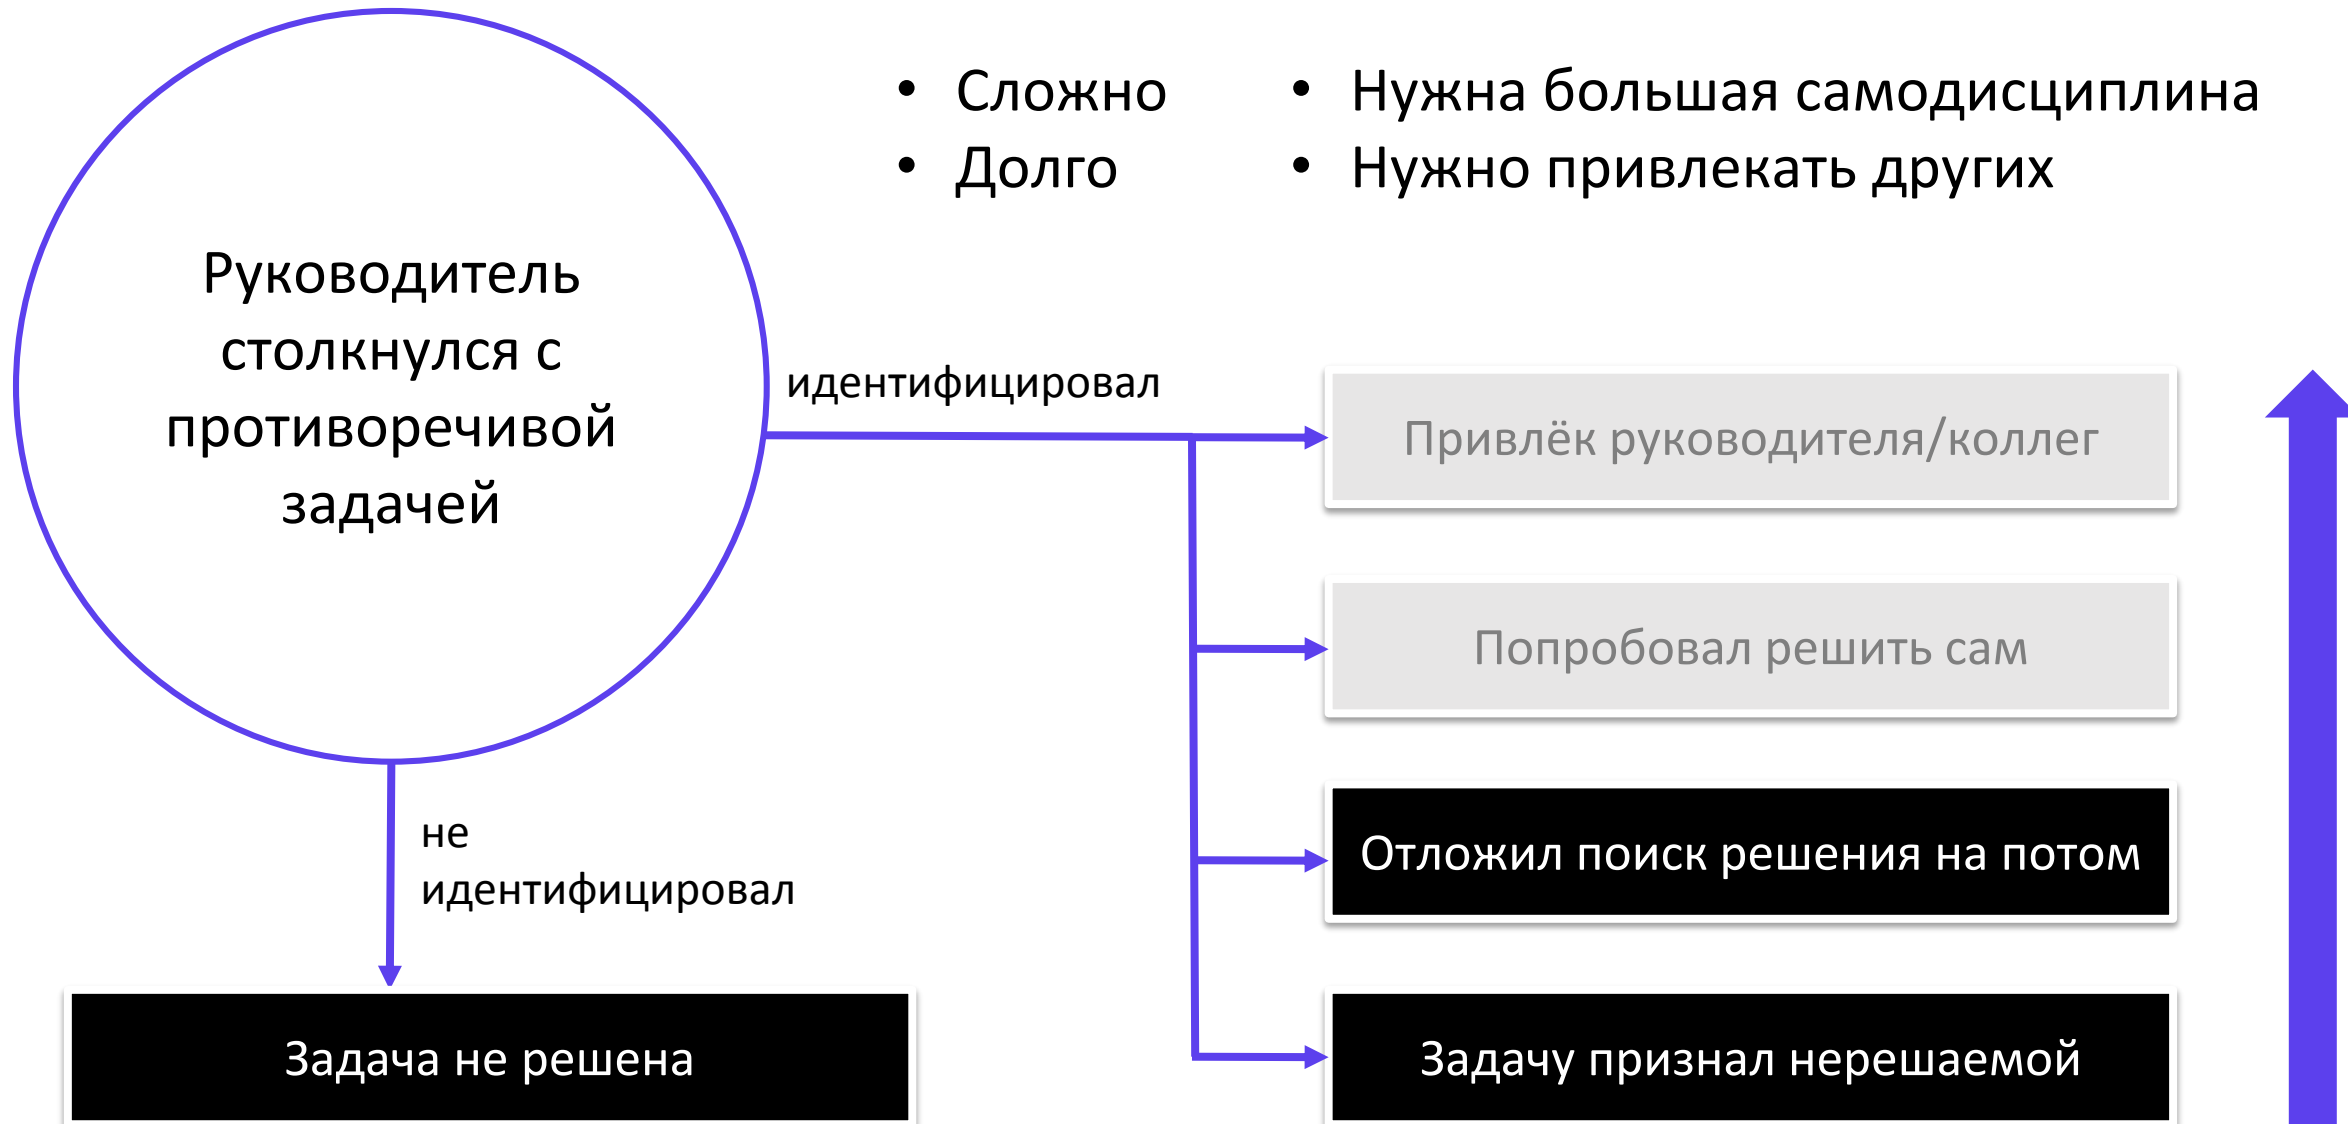 • Сложно
• Долго
• Нужна большая самодисциплина
• Нужно привлекать других
Руководитель
столкнулся с
противоречивой
задачей
идентифицировал
Привлёк руководителя/коллег
Попробовал решить сам
Отложил поиск решения на потом
Задачу признал нерешаемой
не
идентифицировал
Задача не решена